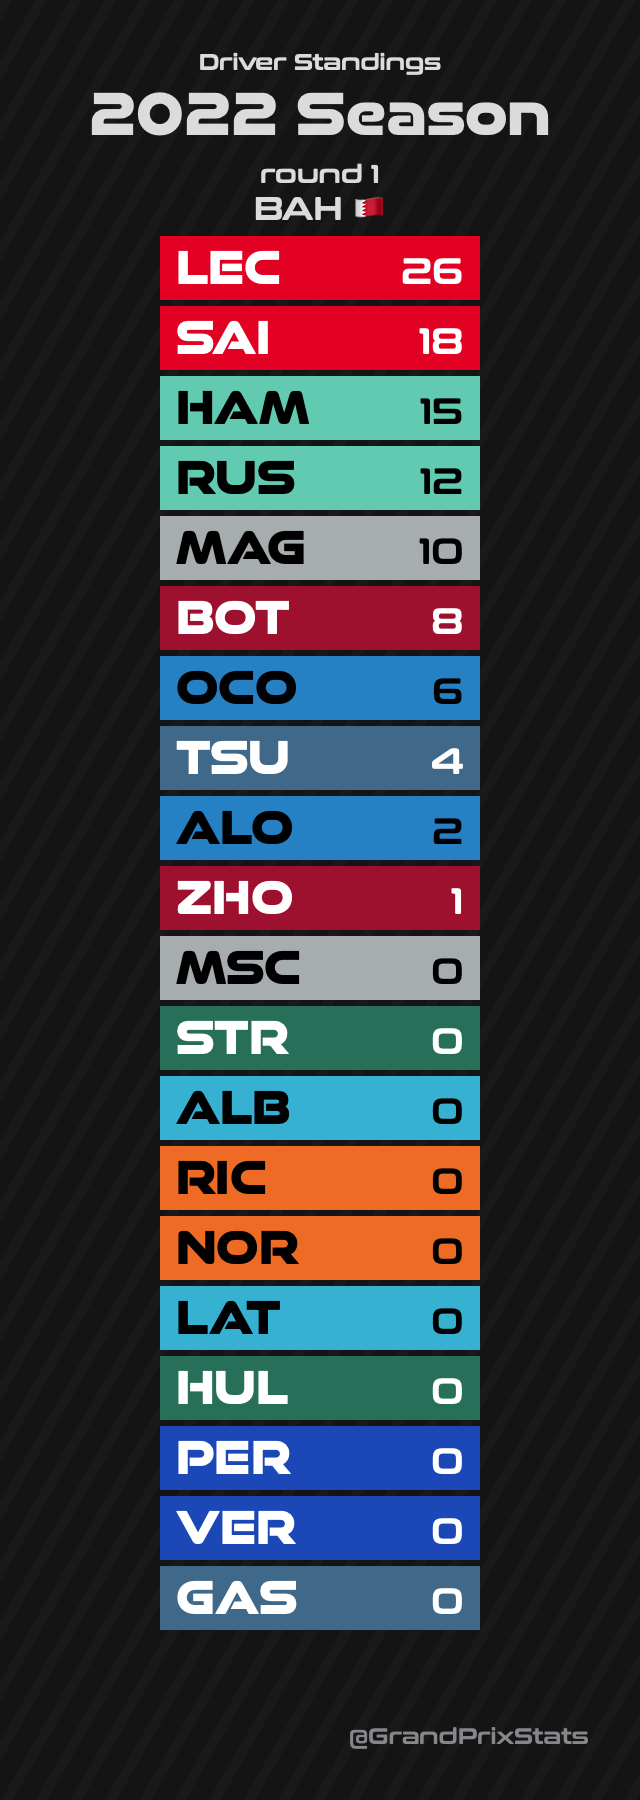 Driver Standings
2022 Season
round 1
BAH 🇧🇭
LEC 26
SAI 18
HAM 15
RUS 12
MAG 10
BOT 8
OCO 6
TSU 4
ALO 2
ZHO 1
MSC 0
STR 0
ALB 0
RIC 0
NOR 0
LAT 0
HUL 0
PER 0
VER 0
GAS 0
@GrandPrixStats